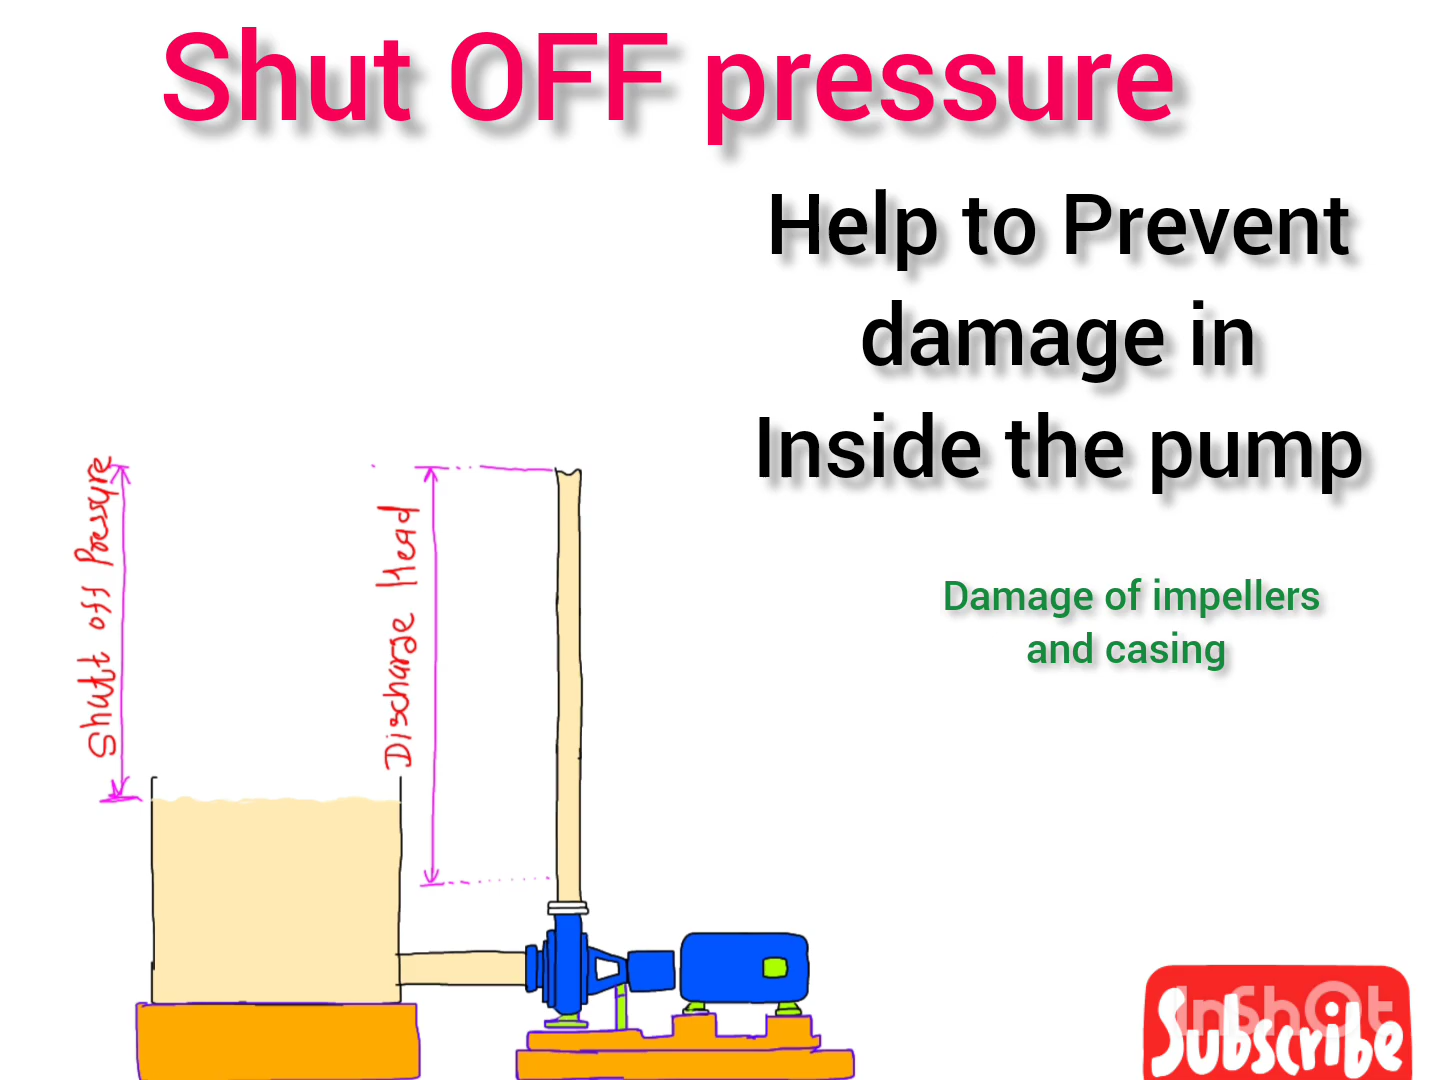 Shut OFF pressure
Help to Prevent
damage in
Inside the pump
Shutt off Pressure
Discharge Head
Damage of impellers
and casing
InShOt
Subscribe